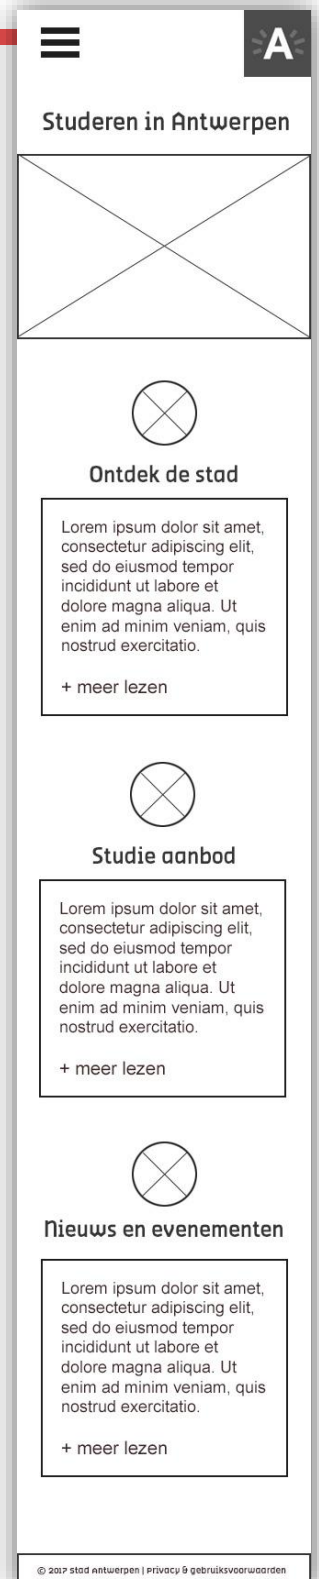 A
Studeren in Antwerpen
Ontdek de stad
Lorem ipsum dolor sit amet,
consectetur adipiscing elit,
sed do eiusmod tempor
incididunt ut labore et
dolore magna aliqua. Ut
enim ad minim veniam, quis
nostrud exercitatio.
+ meer lezen
Studie aanbod
Lorem ipsum dolor sit amet,
consectetur adipiscing elit,
sed do eiusmod tempor
incididunt ut labore et
dolore magna aliqua. Ut
enim ad minim veniam, quis
nostrud exercitatio.
+ meer lezen
Nieuws en evenementen
Lorem ipsum dolor sit amet,
consectetur adipiscing elit,
sed do eiusmod tempor
incididunt ut labore et
dolore magna aliqua. Ut
enim ad minim veniam, quis
nostrud exercitatio.
+ meer lezen
© 2017 Stad Antwerpen | Privacy & gebruiksvoorwaarden